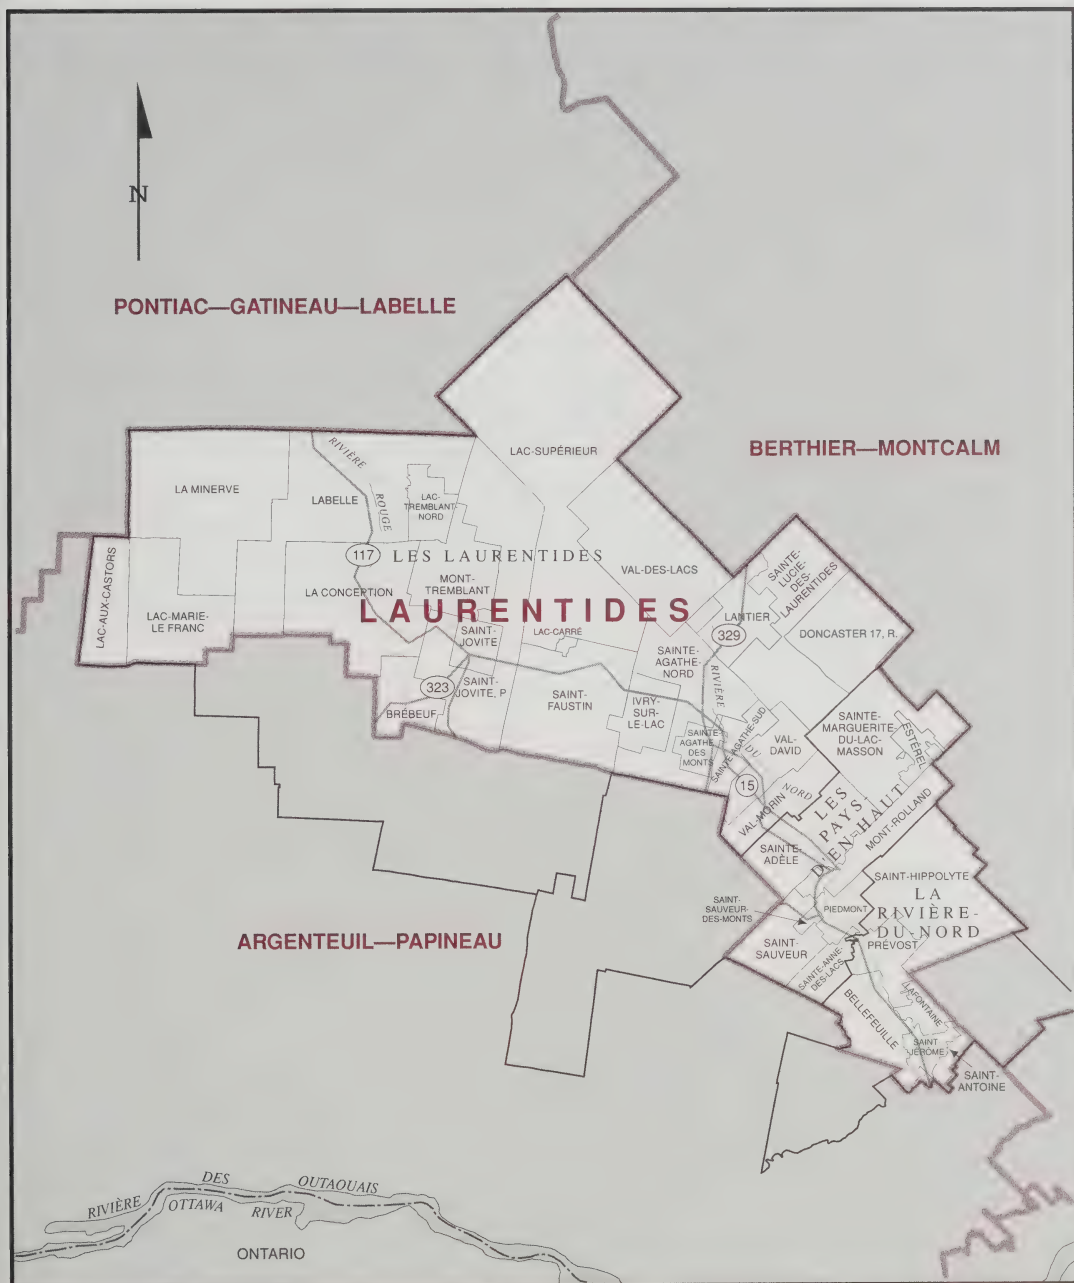 N
PONTIAC—GATINEAU—LABELLE
BERTHIER—MONTCALM
LAC-SUPÉRIEUR
RIVIÈRE
ROUGE
LA MINERVE
LABELLE
LAC-
TREMBLANT-
NORD
117
LES LAURENTIDES
LAC-AUX-CASTORS
LAC-MARIE-
LE FRANC
LA CONCEPTION
MONT-
TREMBLANT
VAL-DES-LACS
SAINTE-
LUCIE-
DES-
LAURENTIDES
LAURENTIDES
LANTIER
329
DONCASTER 17, R.
SAINT-
JOVITE
LAC-CARRÉ
SAINTE-
AGATHE-
NORD
RIVIÈRE
DU
NORD
323
SAINT-
JOVITE, P
SAINT-
FAUSTIN
IVRY-
SUR-
LE-LAC
BRÉBEUF
SAINTE-
AGATHE
DES
MONTS
SAINTE-AGATHE-SUD
VAL-
DAVID
SAINTE-
MARGUERITE-
DU-LAC-
MASSON
ESTÉREL
15
VAL-MORIN
LES
PAYS-
D'EN-HAUT
MONT-ROLLAND
SAINTE-
ADÈLE
SAINT-HIPPOLYTE
LA
RIVIÈRE-
DU-NORD
SAINT-
SAUVEUR-
DES-MONTS
PIEDMONT
PRÉVOST
SAINT-
SAUVEUR
SAINTE-ANNE-
DES-LACS
ARGENTEUIL—PAPINEAU
BELLEFEUILLE
LAFONTAINE
SAINT
JÉRÔME
SAINT-
ANTOINE
RIVIÈRE DES OUTAOUAIS
OTTAWA RIVER
ONTARIO